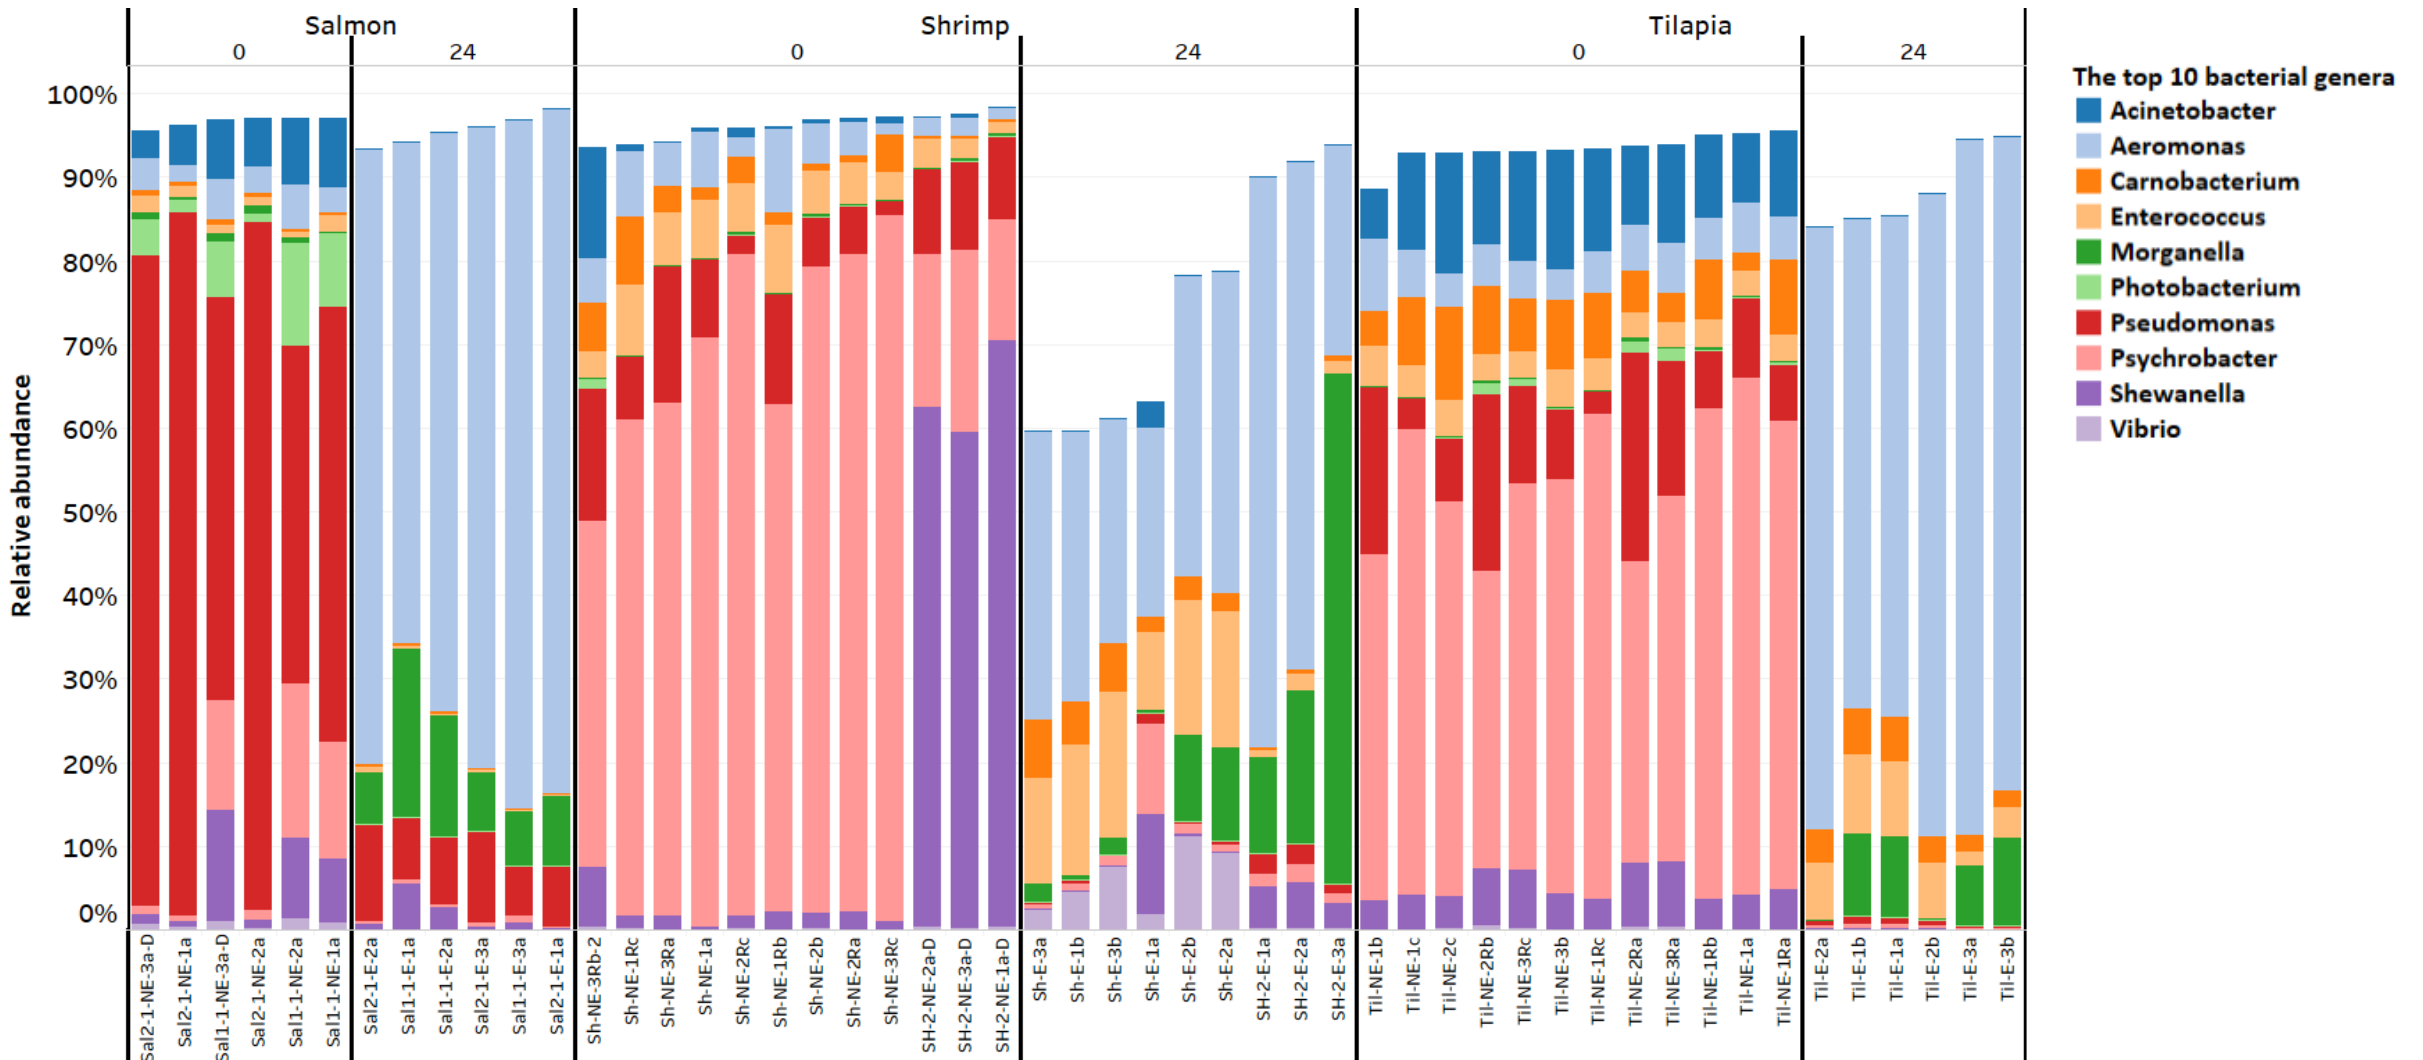 Salmon Shrimp Tilapia
0 24 0 24 0 24
The top 10 bacterial genera
Acinetobacter
Aeromonas
Carnobacterium
Enterococcus
Morganella
Photobacterium
Pseudomonas
Psychrobacter
Shewanella
Vibrio
Relative abundance
100%
90%
80%
70%
60%
50%
40%
30%
20%
10%
0%
Sal2-1-NE-3a-D
Sal2-1-NE-1a
Sal1-1-NE-3a-D
Sal2-1-NE-2a
Sal1-1-NE-2a
Sal1-1-NE-1a
Sal2-1-E-2a
Sal1-1-E-1a
Sal1-1-E-2a
Sal2-1-E-3a
Sal1-1-E-3a
Sal2-1-E-1a
Sh-NE-3Rb-2
Sh-NE-1Rc
Sh-NE-3Ra
Sh-NE-1a
Sh-NE-2Rc
Sh-NE-1Rb
Sh-NE-2b
Sh-NE-2Ra
Sh-NE-3Rc
SH-2-NE-2a-D
SH-2-NE-3a-D
SH-2-NE-1a-D
Sh-E-3a
Sh-E-1b
Sh-E-3b
Sh-E-1a
Sh-E-2b
Sh-E-2a
SH-2-E-1a
SH-2-E-2a
SH-2-E-3a
Til-NE-1b
Til-NE-1c
Til-NE-2c
Til-NE-2Rb
Til-NE-3Rc
Til-NE-3b
Til-NE-1Rc
Til-NE-2Ra
Til-NE-3Ra
Til-NE-1Rb
Til-NE-1a
Til-NE-1Ra
Til-E-2a
Til-E-1b
Til-E-1a
Til-E-2b
Til-E-3a
Til-E-3b